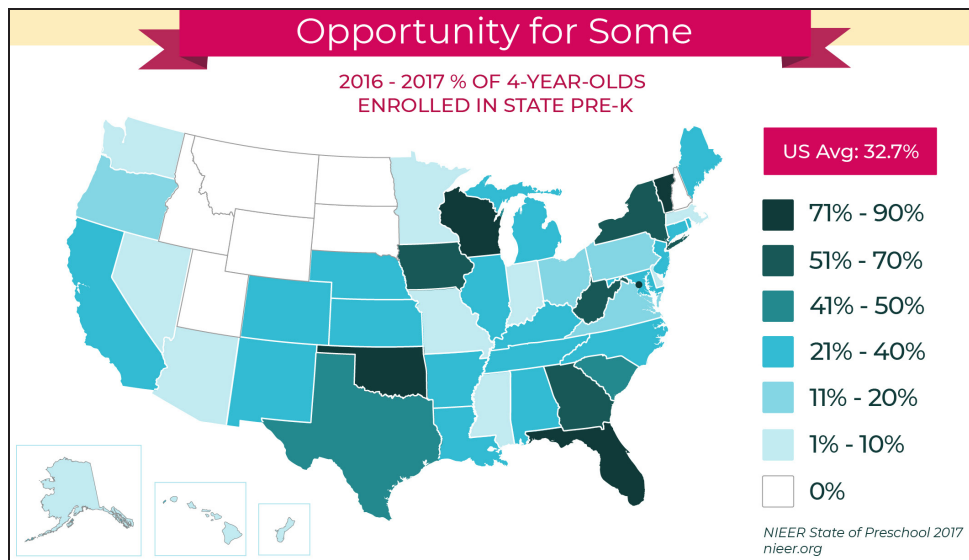 Opportunity for Some
2016 - 2017 % OF 4-YEAR-OLDS
ENROLLED IN STATE PRE-K
US Avg: 32.7%
71% - 90%
51% - 70%
41% - 50%
21% - 40%
11% - 20%
1% - 10%
0%
NIEER State of Preschool 2017
nieer.org